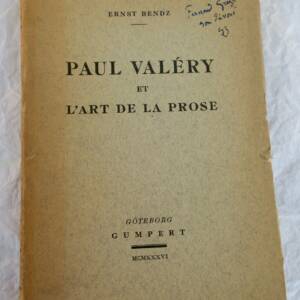 ERNST BENDZ
PAUL VALÉRY
ET
L'ART DE LA PROSE
GÖTEBORG
GUMPERT
MCMXXXVI